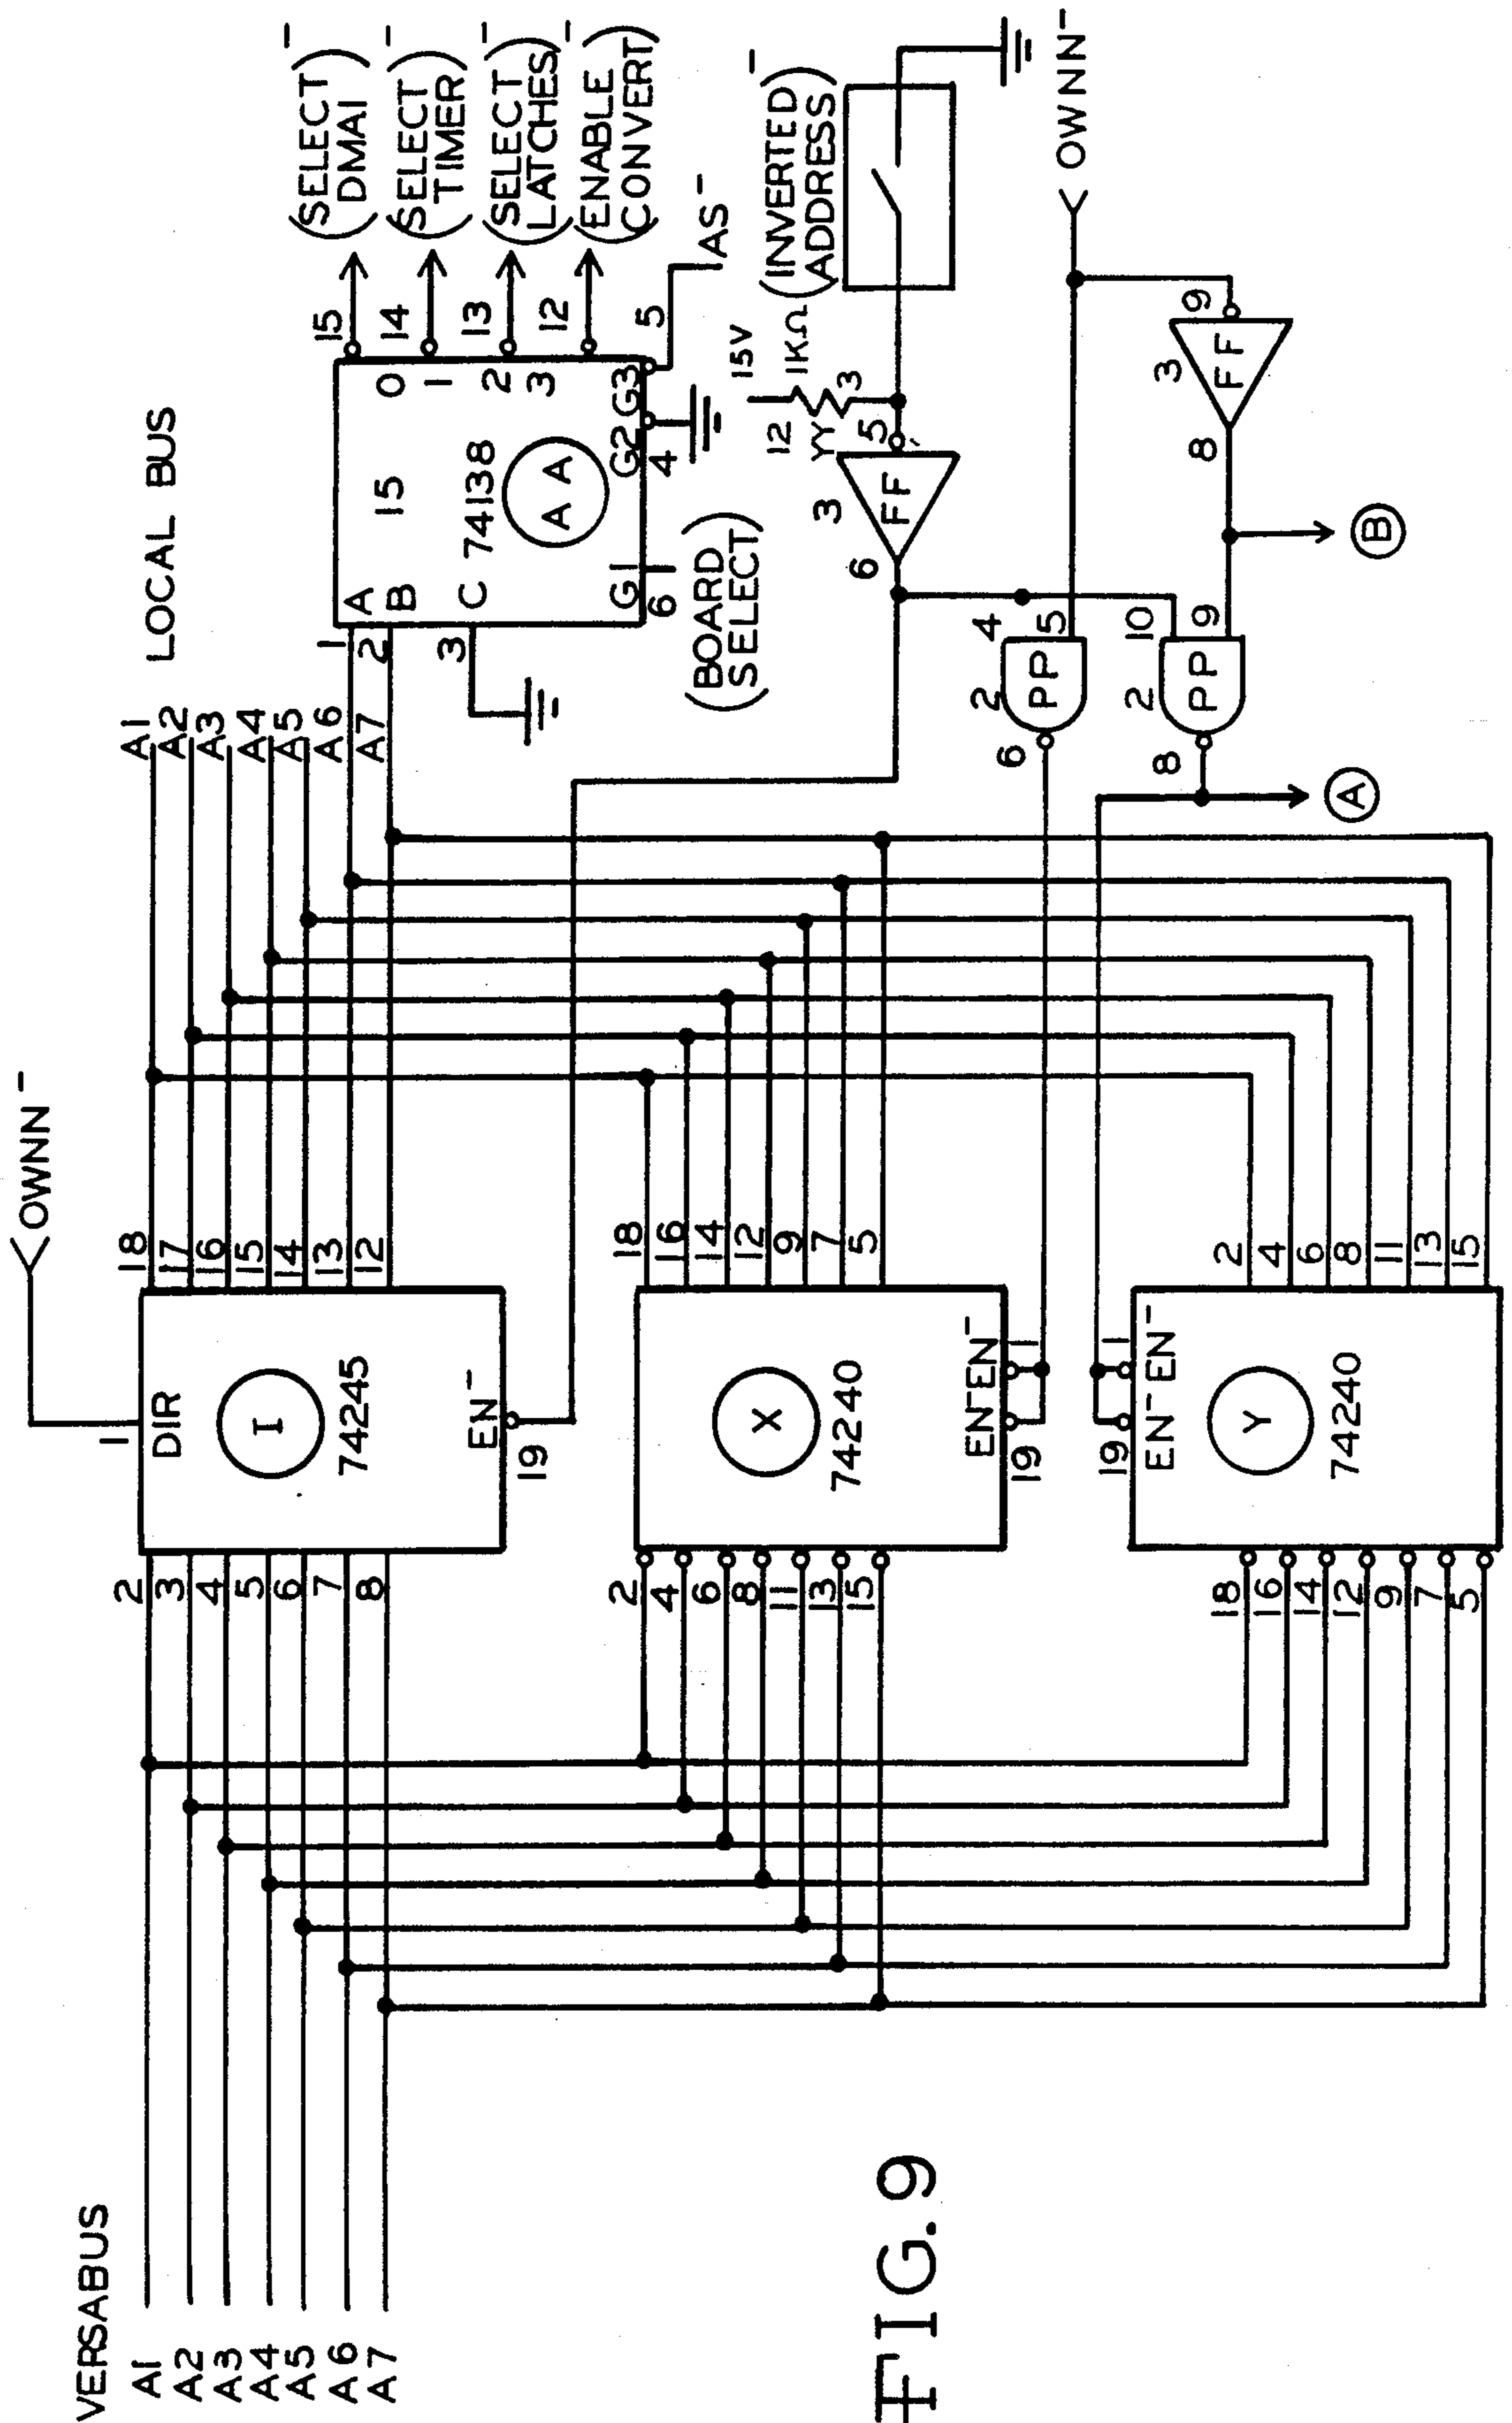 VERSABUS
A1
A2
A3
A4
A5
A6
A7
OWNN⁻
1
DIR
I
74245
EN⁻
19
2
3
4
5
6
7
8
18
17
16
15
14
13
12
LOCAL BUS
A1
A2
A3
A4
A5
A6
A7
1
2
3
A
B
C
15
74138
AA
0
1
2
3
G1
G2
G3
6
4
5
15
14
13
12
(SELECT DMAI)⁻
(SELECT TIMER)⁻
(SELECT LATCHES)⁻
(ENABLE CONVERT)⁻
(BOARD SELECT)
AS⁻
2
4
6
8
11
13
15
X
74240
EN⁻
EN⁻
19
1
18
16
14
12
9
7
5
15V
12
1KΩ
YY
3
(INVERTED ADDRESS)⁻
3
FF
5
6
2
PP
4
5
6
2
PP
10
9
8
OWNN⁻
3
FF
9
8
A
B
18
16
14
12
9
7
5
Y
74240
EN⁻
EN⁻
19
1
2
4
6
8
11
13
15
FIG. 9